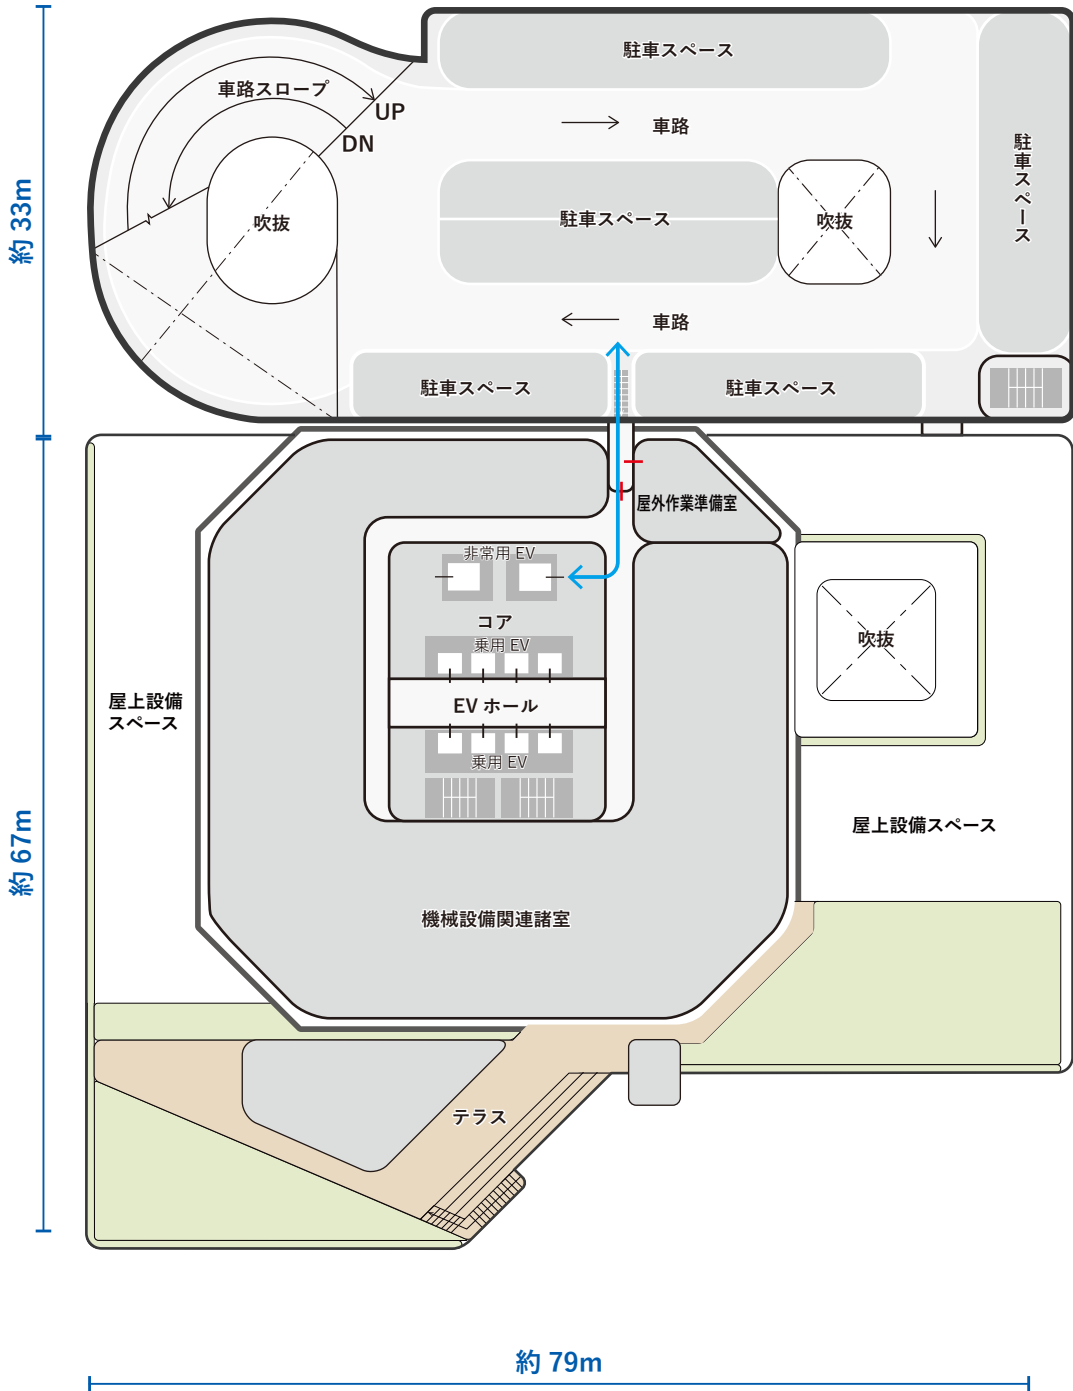 駐車スペース
車路スロープ
UP
DN
車路
駐車スペース
約 33m
吹抜
駐車スペース
吹抜
車路
駐車スペース
駐車スペース
屋外作業準備室
非常用 EV
コア
乗用 EV
EV ホール
乗用 EV
吹抜
屋上設備
スペース
屋上設備スペース
約 67m
機械設備関連諸室
テラス
約 79m